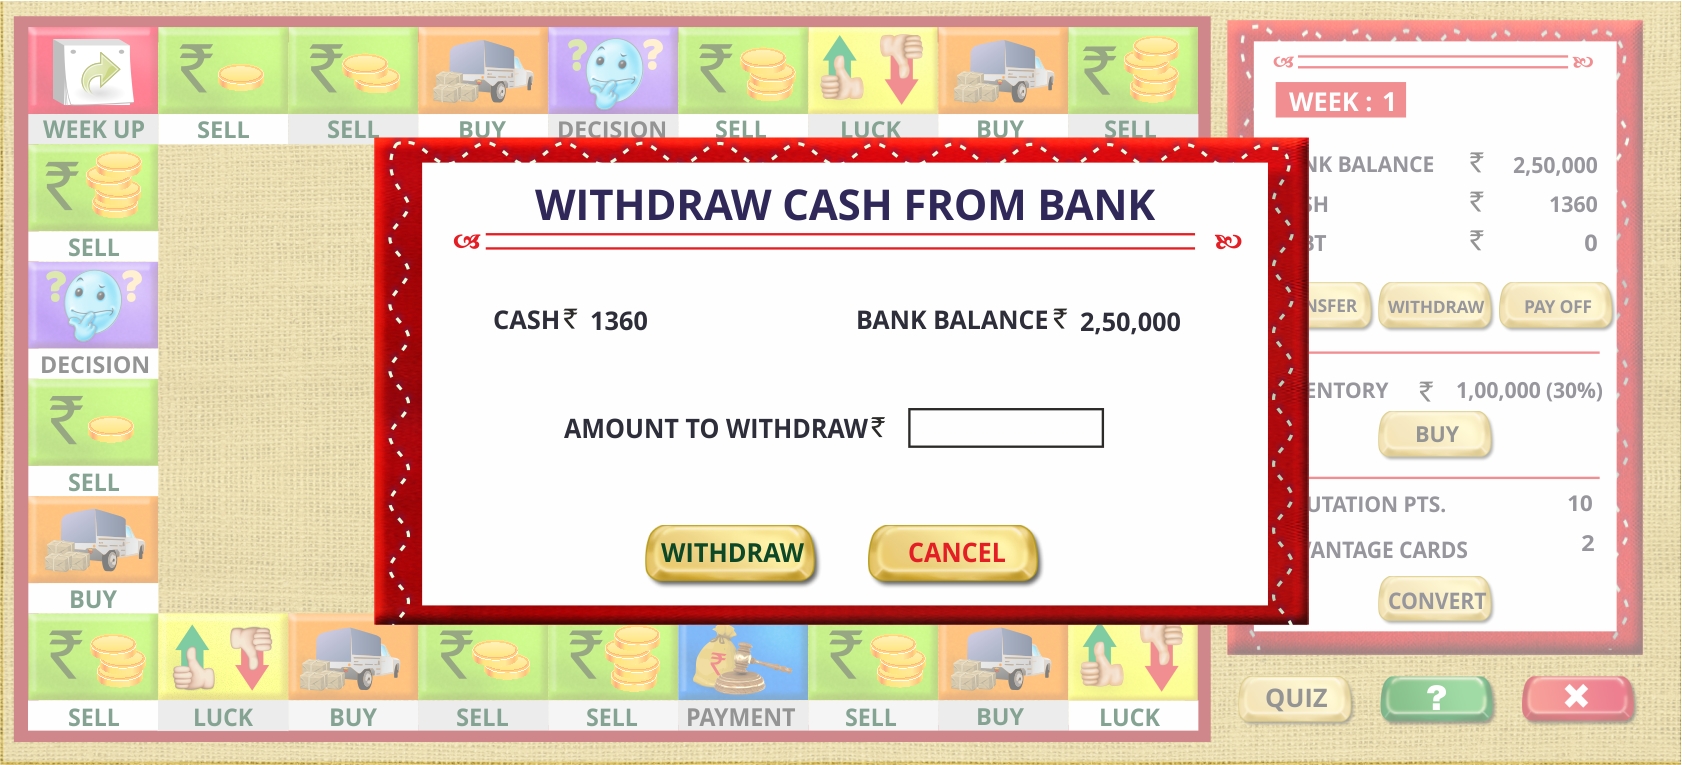 WEEK UP
SELL
SELL
BUY
DECISION
SELL
LUCK
BUY
SELL
SELL
DECISION
SELL
BUY
SELL
LUCK
BUY
SELL
SELL
PAYMENT
SELL
BUY
LUCK
WITHDRAW CASH FROM BANK
CASH ₹ 1360
BANK BALANCE ₹ 2,50,000
AMOUNT TO WITHDRAW ₹
WITHDRAW
CANCEL
WEEK : 1
BALANCE ₹ 2,50,000
₹ 1360
₹ 0
WITHDRAW
PAY OFF
₹ 1,00,000 (30%)
BUY
PTS. 10
CARDS 2
CONVERT
QUIZ
?